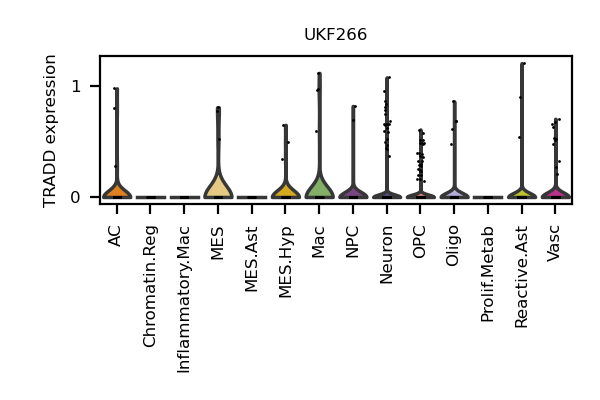 UKF266
TRADD expression
1
0
AC
Chromatin.Reg
Inflammatory.Mac
MES
MES.Ast
MES.Hyp
Mac
NPC
Neuron
OPC
Oligo
Prolif.Metab
Reactive.Ast
Vasc